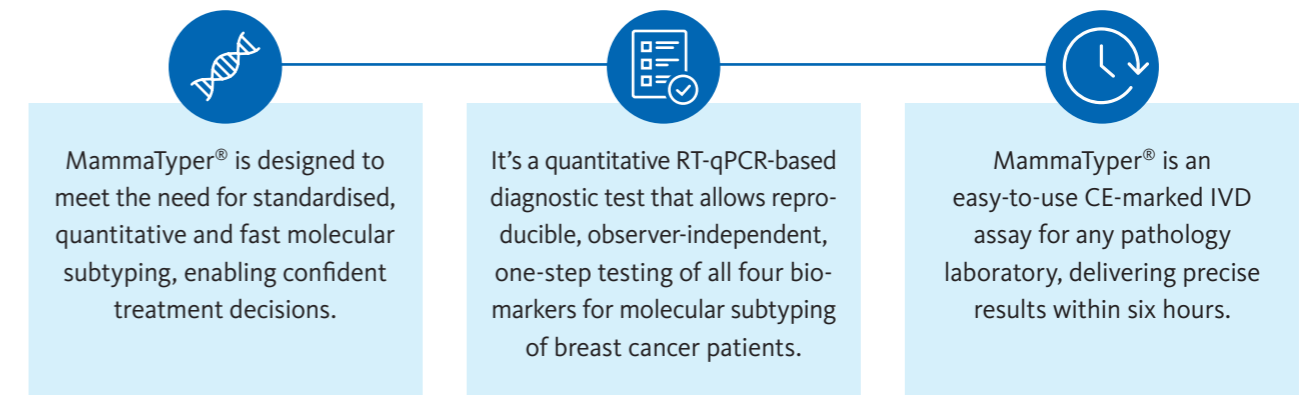 MammaTyper® is designed to
meet the need for standardised,
quantitative and fast molecular
subtyping, enabling confident
treatment decisions.
It's a quantitative RT-qPCR-based
diagnostic test that allows repro-
ducible, observer-independent,
one-step testing of all four bio-
markers for molecular subtyping
of breast cancer patients.
MammaTyper® is an
easy-to-use CE-marked IVD
assay for any pathology
laboratory, delivering precise
results within six hours.